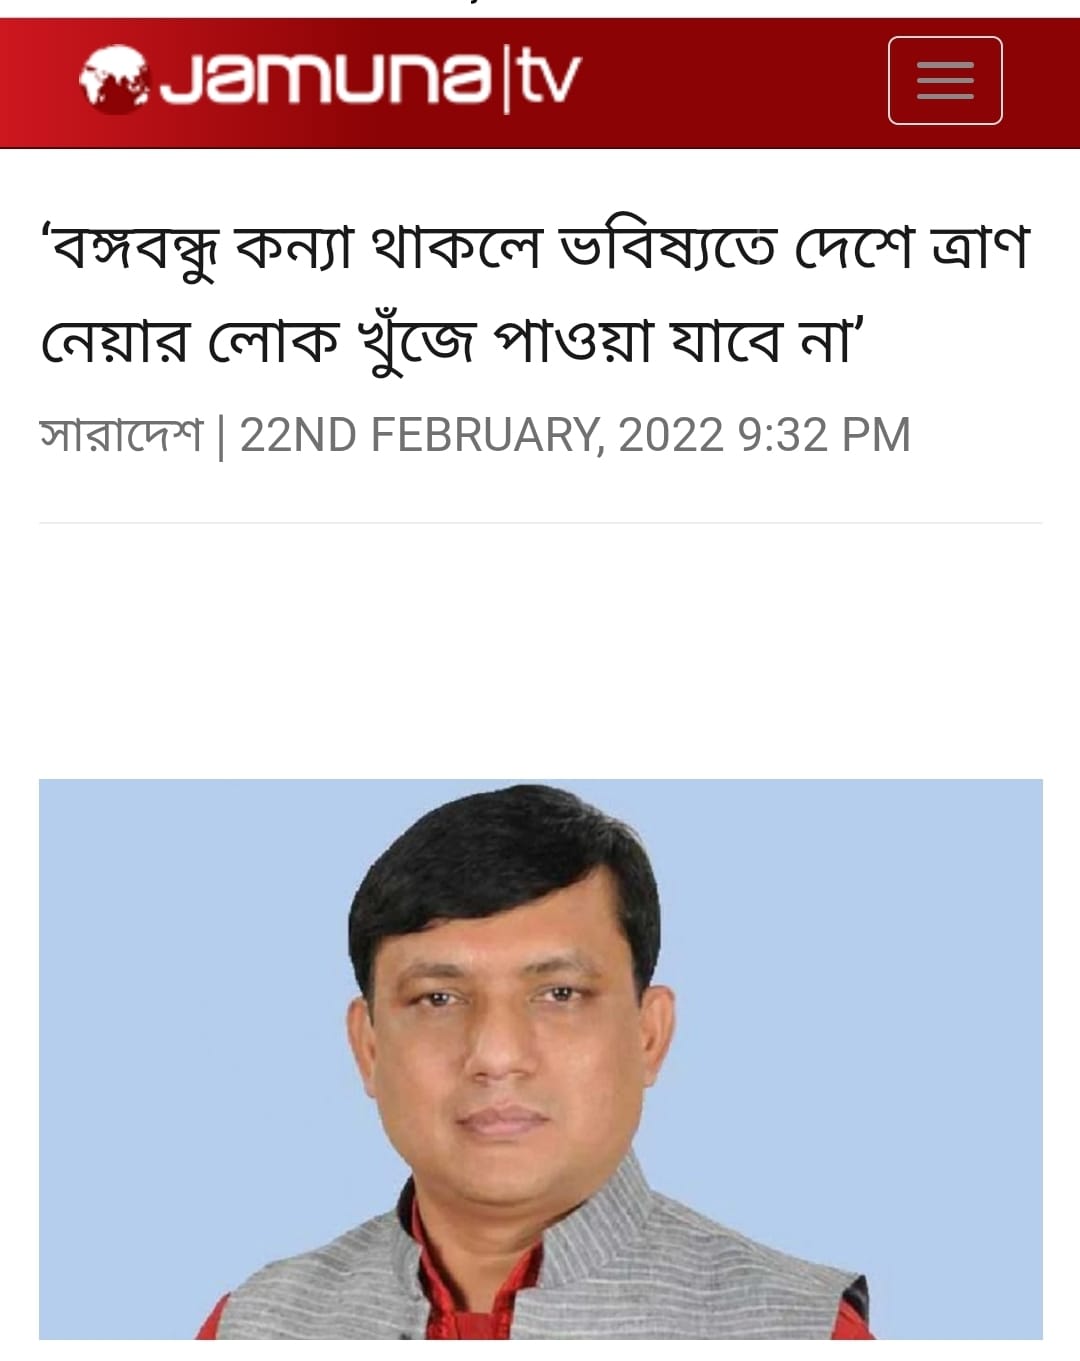 Jamuna|tv
‘বঙ্গবন্ধু কন্যা থাকলে ভবিষ্যতে দেশে ত্রাণ
নেয়ার লোক খুঁজে পাওয়া যাবে না’
সারাদেশ | 22ND FEBRUARY, 2022 9:32 PM